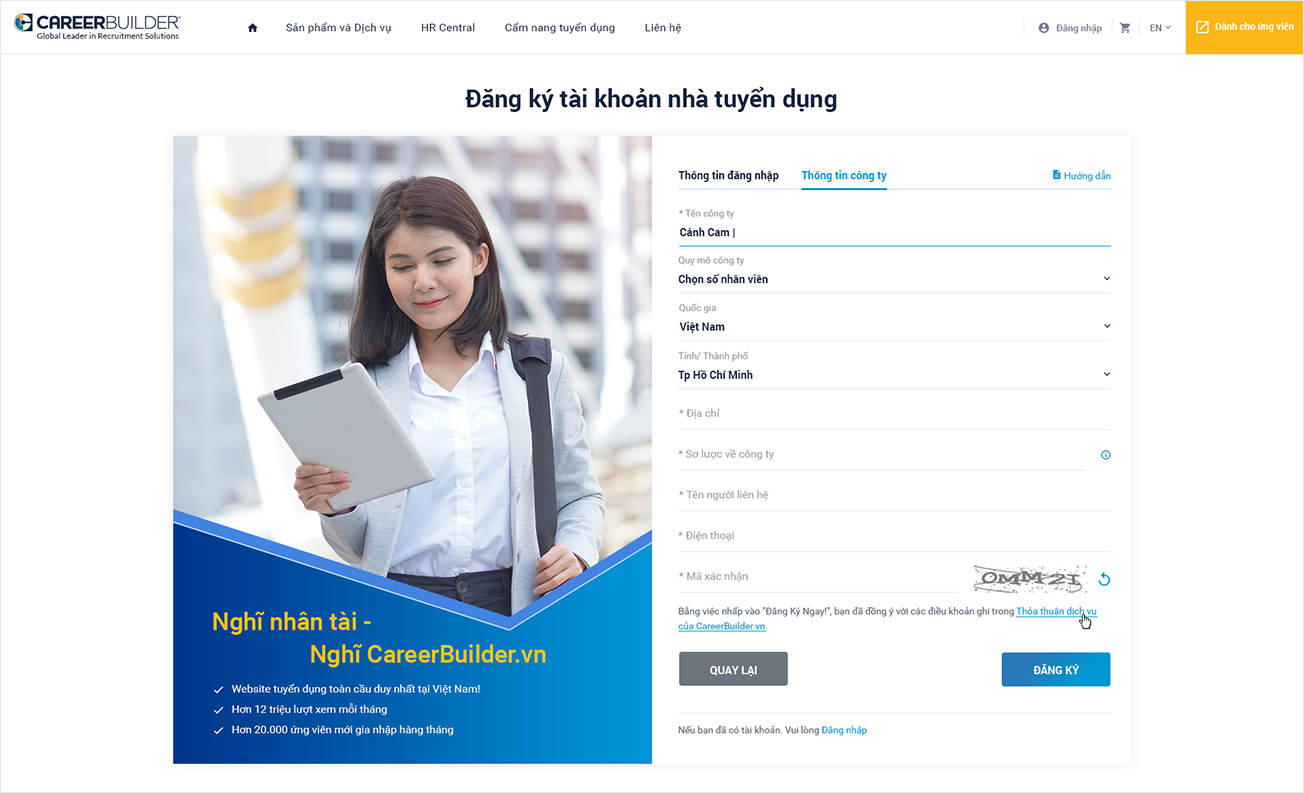 CAREERBUILDER
Global Leader in Recruitment Solutions
Sản phẩm và Dịch vụ
HR Central
Cẩm nang tuyển dụng
Liên hệ
Đăng nhập
EN
Dành cho ứng viên
Đăng ký tài khoản nhà tuyển dụng
Nghĩ nhân tài -
Nghĩ CareerBuilder.vn
Website tuyển dụng toàn cầu duy nhất tại Việt Nam!
Hơn 12 triệu lượt xem mỗi tháng
Hơn 20.000 ứng viên mới gia nhập hàng tháng
Thông tin đăng nhập
Thông tin công ty
Hướng dẫn
* Tên công ty
Cánh Cam |
Quy mô công ty
Chọn số nhân viên
Quốc gia
Việt Nam
Tỉnh/ Thành phố
Tp Hồ Chí Minh
* Địa chỉ
* Sơ lược về công ty
* Tên người liên hệ
* Điện thoại
* Mã xác nhận
OMM2I
Bằng việc nhấp vào "Đăng Ký Ngay!", bạn đã đồng ý với các điều khoản ghi trong Thỏa thuận dịch vụ
của CareerBuilder.vn.
QUAY LẠI
ĐĂNG KÝ
Nếu bạn đã có tài khoản. Vui lòng Đăng nhập